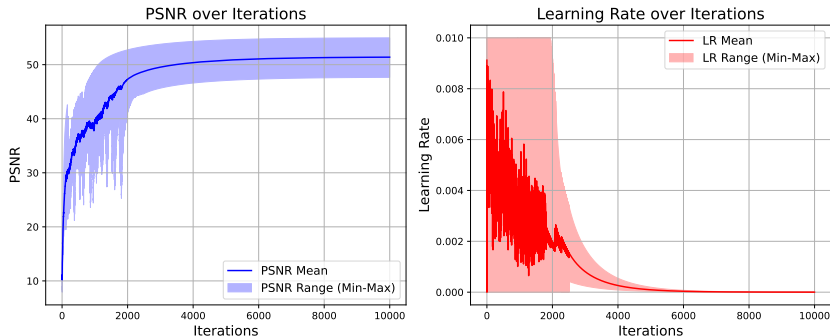 PSNR over Iterations
PSNR
50
40
30
20
10
0
2000
4000
6000
8000
10000
Iterations
PSNR Mean
PSNR Range (Min-Max)
Learning Rate over Iterations
Learning Rate
0.010
0.008
0.006
0.004
0.002
0.000
0
2000
4000
6000
8000
10000
Iterations
LR Mean
LR Range (Min-Max)